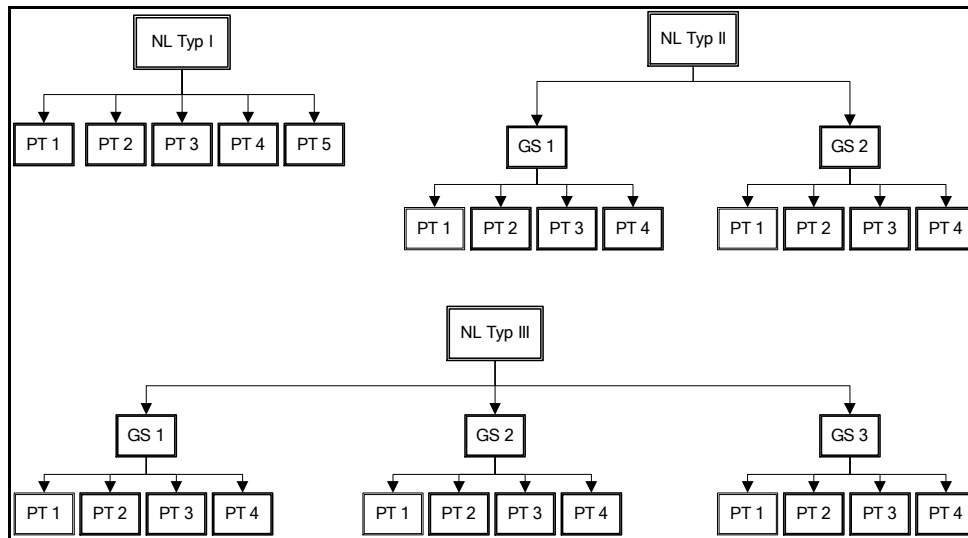 NL Typ I
NL Typ II
PT 1 PT 2 PT 3 PT 4 PT 5
GS 1 GS 2
PT 1 PT 2 PT 3 PT 4 PT 1 PT 2 PT 3 PT 4
NL Typ III
GS 1 GS 2 GS 3
PT 1 PT 2 PT 3 PT 4 PT 1 PT 2 PT 3 PT 4 PT 1 PT 2 PT 3 PT 4